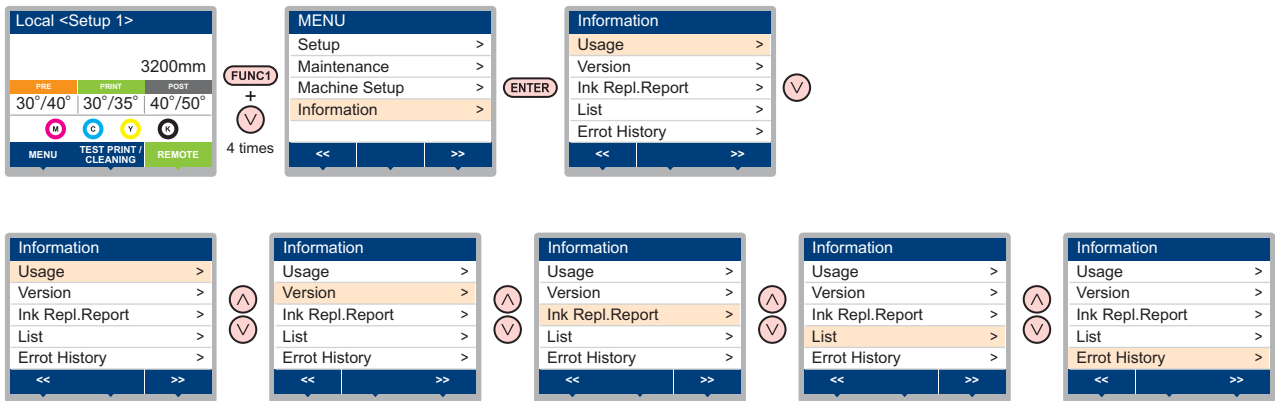 Local <Setup 1>
3200mm
PRE PRINT POST
30°/40° 30°/35° 40°/50°
M C Y K
MENU TEST PRINT / CLEANING REMOTE
FUNC1
+
4 times
MENU
Setup >
Maintenance >
Machine Setup >
Information >
<< >>
ENTER
Information
Usage >
Version >
Ink Repl.Report >
List >
Errot History >
<< >>
Information
Usage >
Version >
Ink Repl.Report >
List >
Errot History >
<< >>
Information
Usage >
Version >
Ink Repl.Report >
List >
Errot History >
<< >>
Information
Usage >
Version >
Ink Repl.Report >
List >
Errot History >
<< >>
Information
Usage >
Version >
Ink Repl.Report >
List >
Errot History >
<< >>
Information
Usage >
Version >
Ink Repl.Report >
List >
Errot History >
<< >>